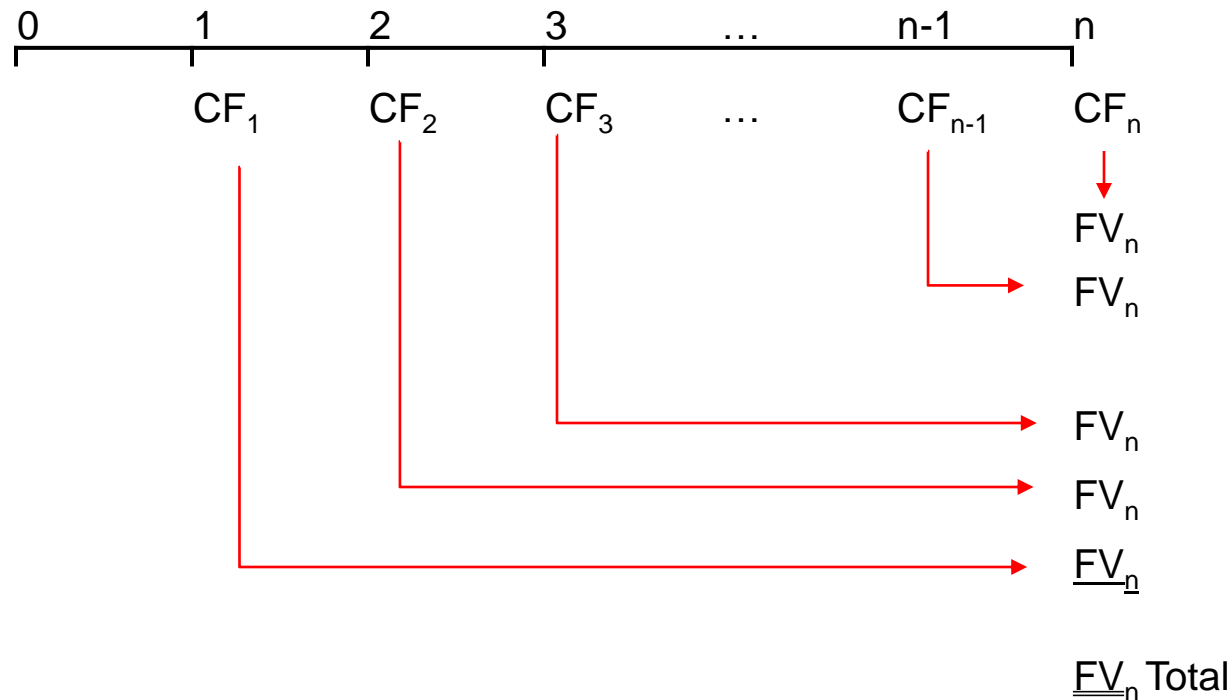 0 1 2 3 … n-1 n
CF₁ CF₂ CF₃ … CFₙ₋₁ CFₙ
FVₙ
FVₙ
FVₙ
FVₙ
FVₙ
FVₙ Total